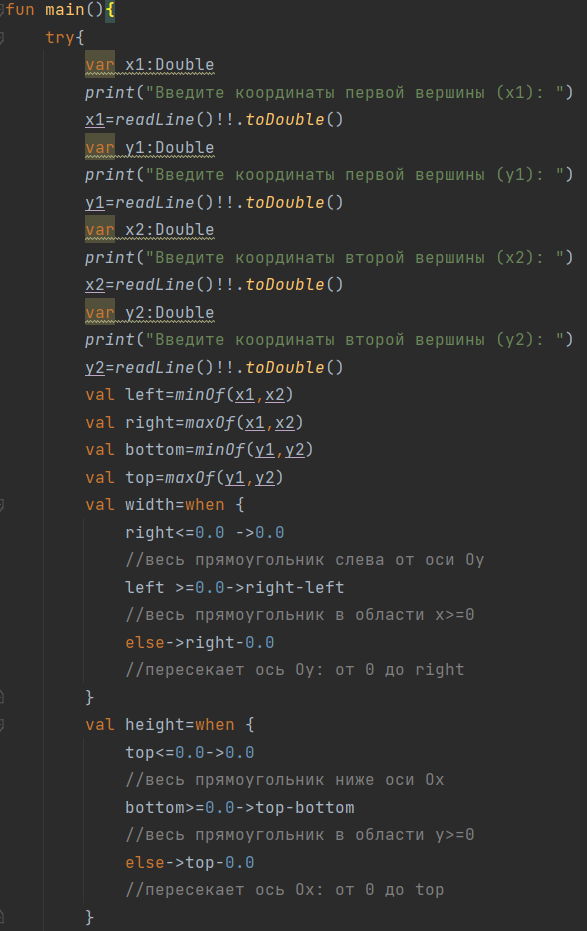 fun main(){
    try{
        var x1:Double
        print("Введите координаты первой вершины (x1): ")
        x1=readLine()!!.toDouble()
        var y1:Double
        print("Введите координаты первой вершины (y1): ")
        y1=readLine()!!.toDouble()
        var x2:Double
        print("Введите координаты второй вершины (x2): ")
        x2=readLine()!!.toDouble()
        var y2:Double
        print("Введите координаты второй вершины (y2): ")
        y2=readLine()!!.toDouble()
        val left=minOf(x1,x2)
        val right=maxOf(x1,x2)
        val bottom=minOf(y1,y2)
        val top=maxOf(y1,y2)
        val width=when {
            right<=0.0 ->0.0
            //весь прямоугольник слева от оси Oy
            left >=0.0->right-left
            //весь прямоугольник в области x>=0
            else->right-0.0
            //пересекает ось Oy: от 0 до right
        }
        val height=when {
            top<=0.0->0.0
            //весь прямоугольник ниже оси Ox
            bottom>=0.0->top-bottom
            //весь прямоугольник в области y>=0
            else->top-0.0
            //пересекает ось Ox: от 0 до top
        }